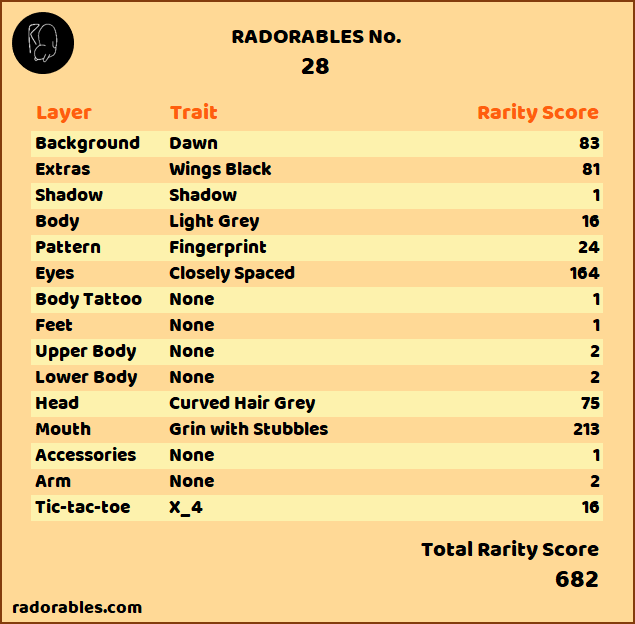 RADORABLES No.
28
Layer Trait Rarity Score
Background Dawn 83
Extras Wings Black 81
Shadow Shadow 1
Body Light Grey 16
Pattern Fingerprint 24
Eyes Closely Spaced 164
Body Tattoo None 1
Feet None 1
Upper Body None 2
Lower Body None 2
Head Curved Hair Grey 75
Mouth Grin with Stubbles 213
Accessories None 1
Arm None 2
Tic-tac-toe X_4 16
Total Rarity Score
682
radorables.com